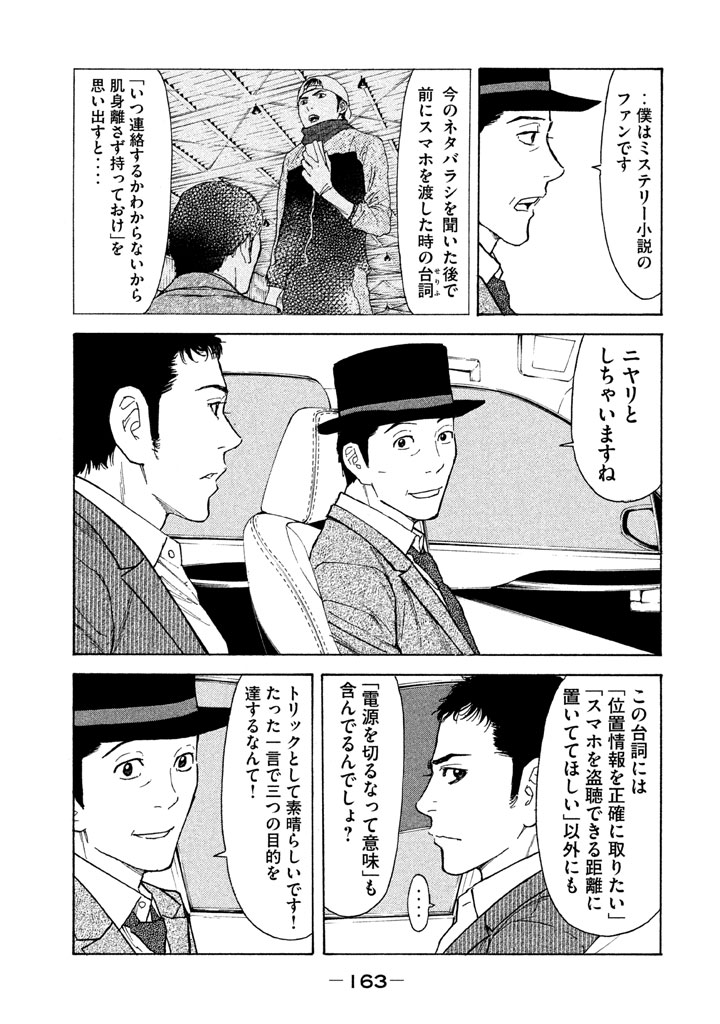 ‥僕はミステリー小説の
ファンです
今のネタバラシを聞いた後で
前にスマホを渡した時の台詞
せりふ
「いつ連絡するかわからないから
肌身離さず持っておけ」を
思い出すと‥‥
ニヤリと
しちゃいますね
この台詞には
「位置情報を正確に取りたい」
「スマホを盗聴できる距離に
置いててほしい」以外にも
「電源を切るなって意味」も
含んでるんでしょ?
‥‥
トリックとして素晴らしいです!
たった一言で三つの目的を
達するなんて!
—163—